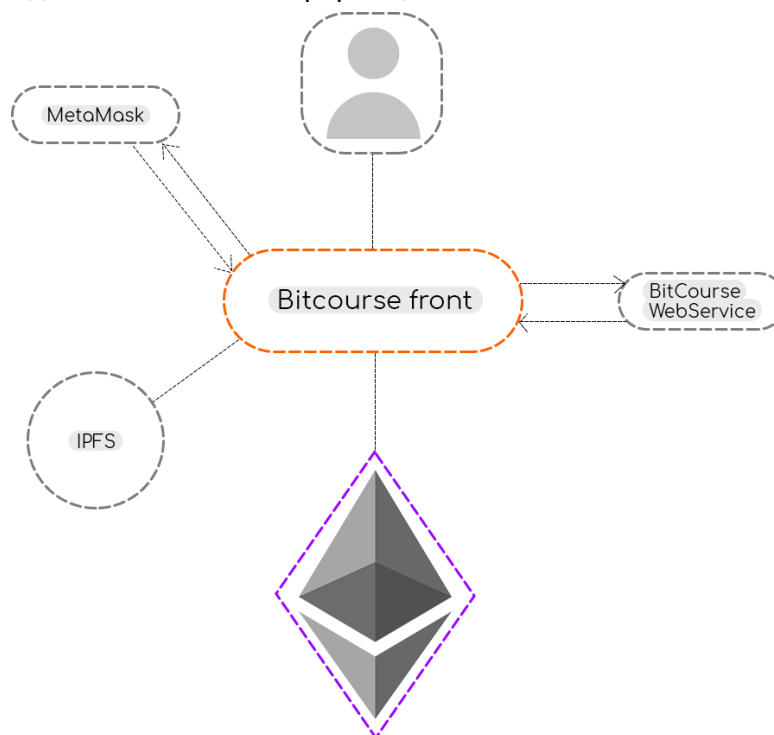 MetaMask
Bitcourse front
BitCourse
WebService
IPFS